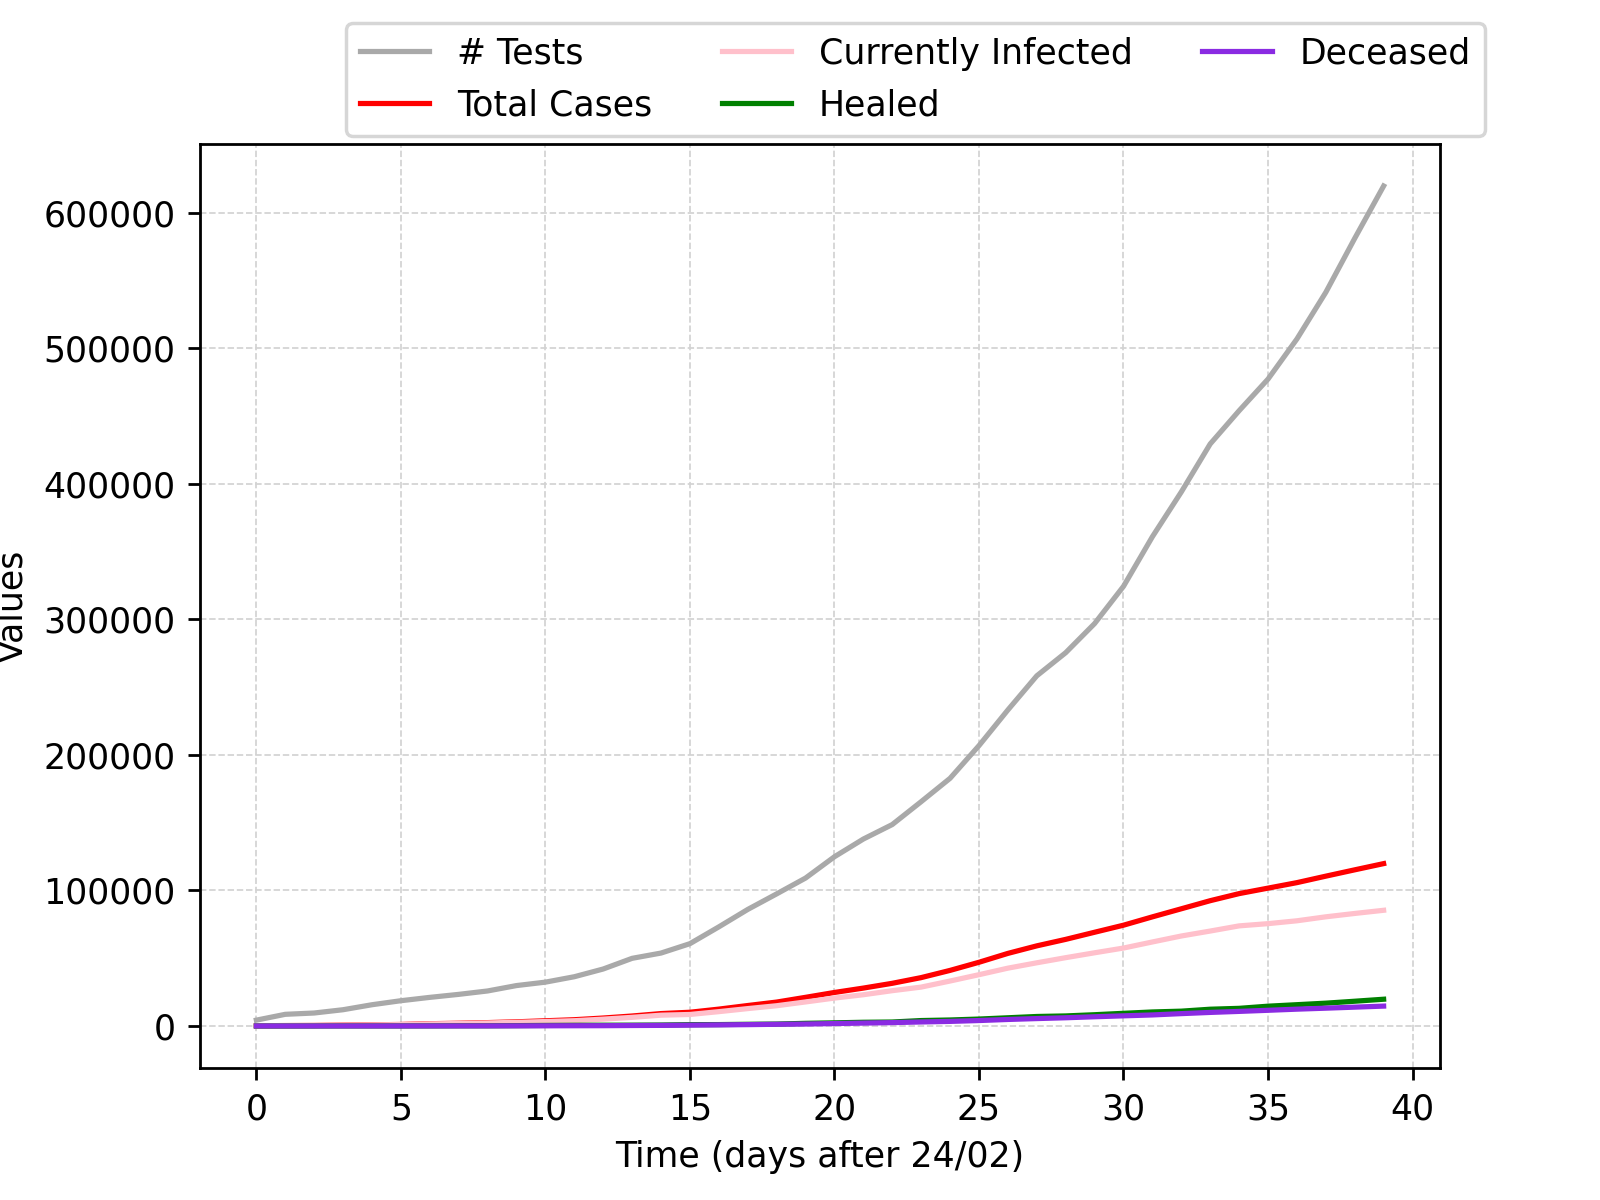 # Tests
Currently Infected
Deceased
Total Cases
Healed
600000
500000
400000
300000
200000
100000
0
Values
0 5 10 15 20 25 30 35 40
Time (days after 24/02)